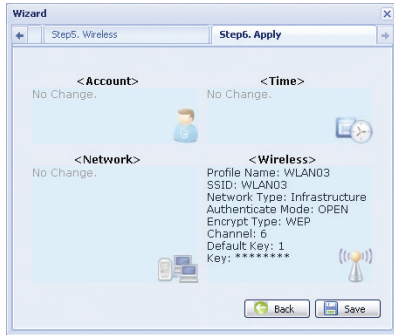 Wizard
Step5. Wireless
Step6. Apply
<Account>
No Change.
<Time>
No Change.
<Network>
No Change.
<Wireless>
Profile Name: WLAN03
SSID: WLAN03
Network Type: Infrastructure
Authenticate Mode: OPEN
Encrypt Type: WEP
Channel: 6
Default Key: 1
Key: ********
Back
Save